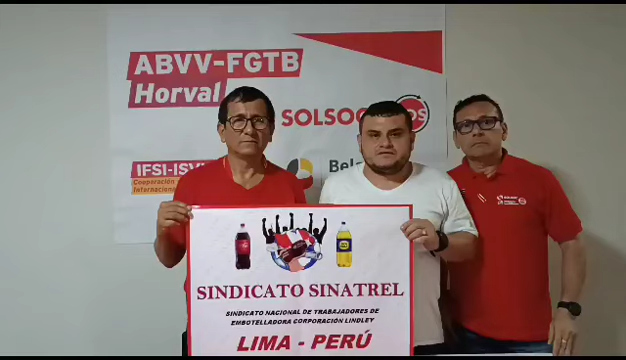 ABVV-FGTB
Horval
SOLSOC
IFSI-ISVI
Cooperación
Internacional
Bel
SINDICATO SINATREL
SINDICATO NACIONAL DE TRABAJADORES DE
EMBOTELLADORA CORPORACIÓN LINDLEY
LIMA - PERÚ